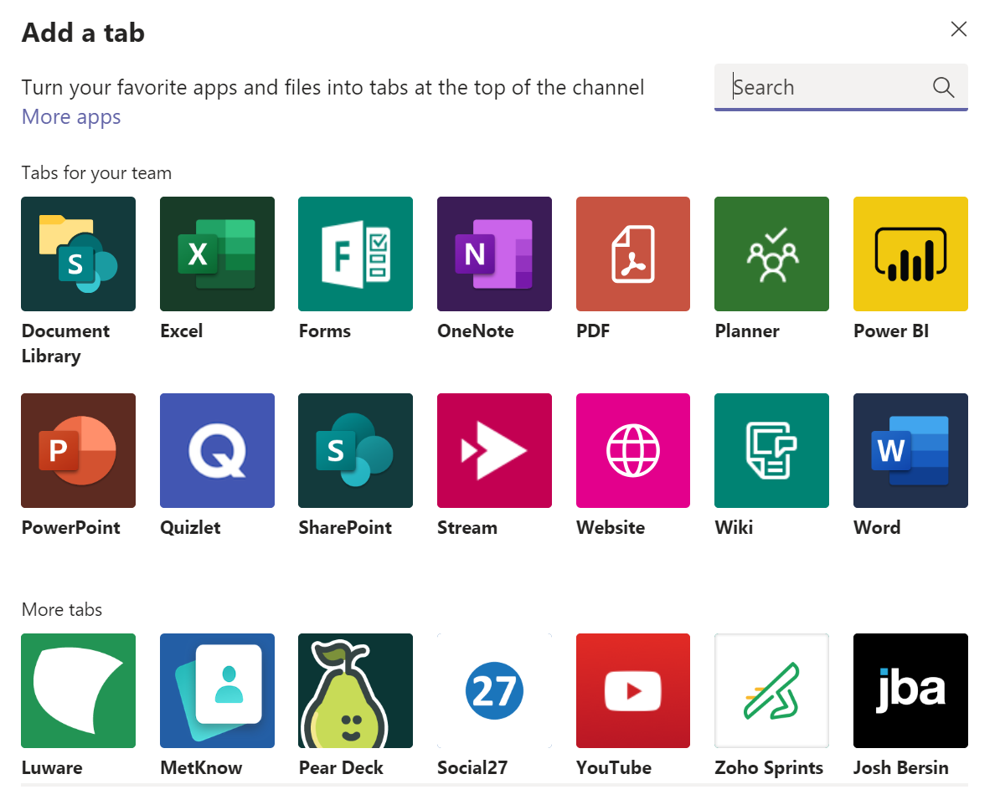 Add a tab
Turn your favorite apps and files into tabs at the top of the channel
More apps
Search
Tabs for your team
S
X
F
N
Document
Library
Excel
Forms
OneNote
PDF
Planner
Power BI
P
Q
S
W
PowerPoint
Quizlet
SharePoint
Stream
Website
Wiki
Word
More tabs
27
jba
Luware
MetKnow
Pear Deck
Social27
YouTube
Zoho Sprints
Josh Bersin